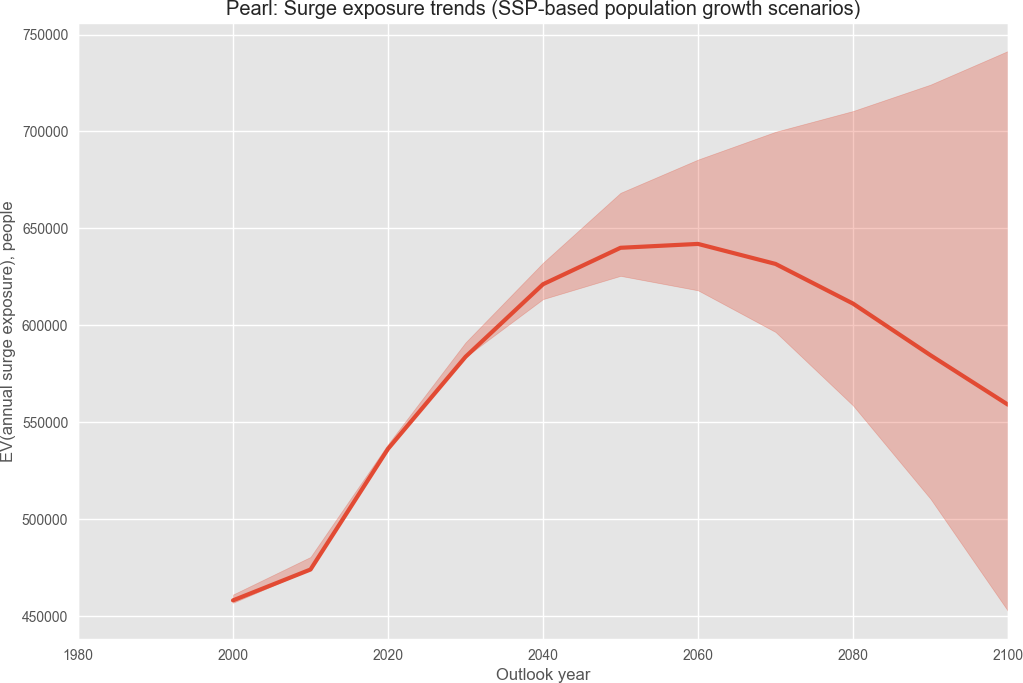 Pearl: Surge exposure trends (SSP-based population growth scenarios)
EV(annual surge exposure), people
750000
700000
650000
600000
550000
500000
450000
1980 2000 2020 2040 2060 2080 2100
Outlook year